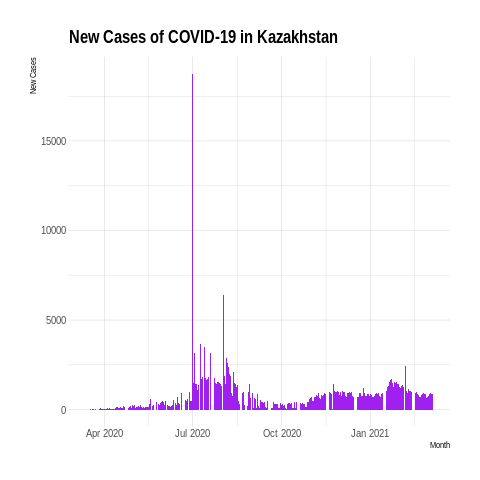 New Cases of COVID-19 in Kazakhstan
New Cases
15000
10000
5000
0
Apr 2020 Jul 2020 Oct 2020 Jan 2021
Month